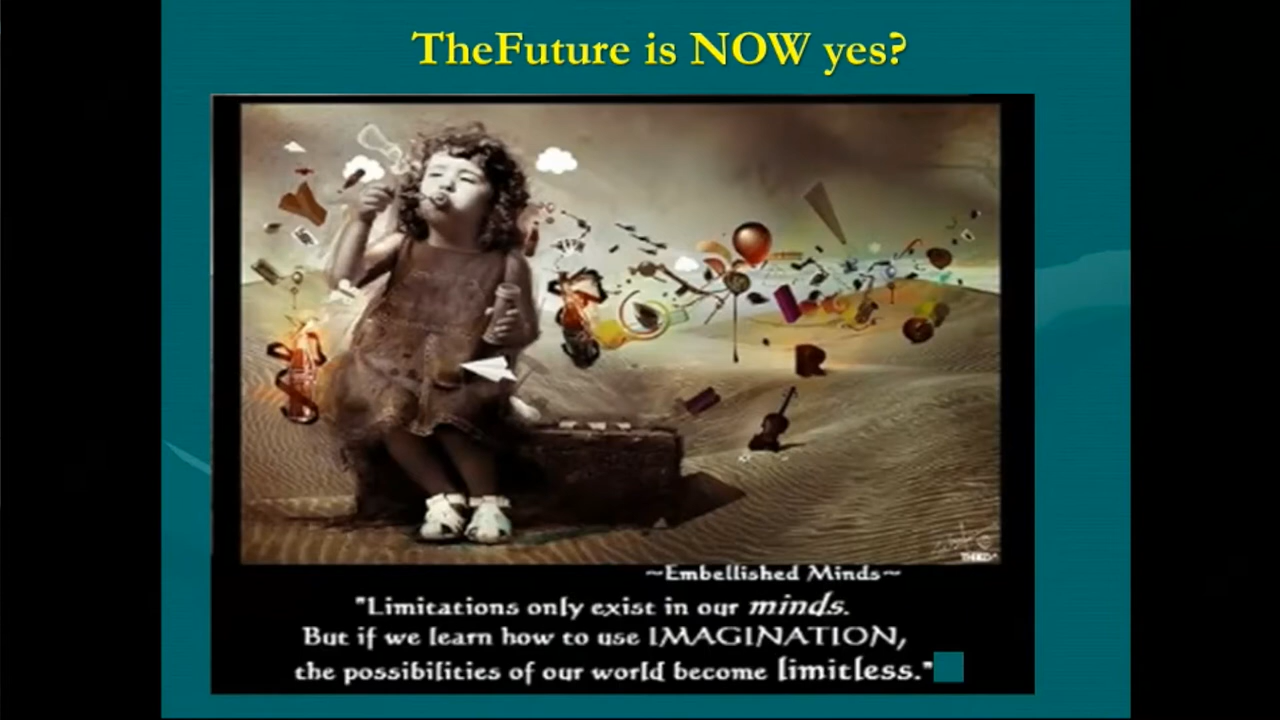 TheFuture is NOW yes?
~Embellished Minds~
"Limitations only exist in our minds.
But if we learn how to use IMAGINATION,
the possibilities of our world become limitless."